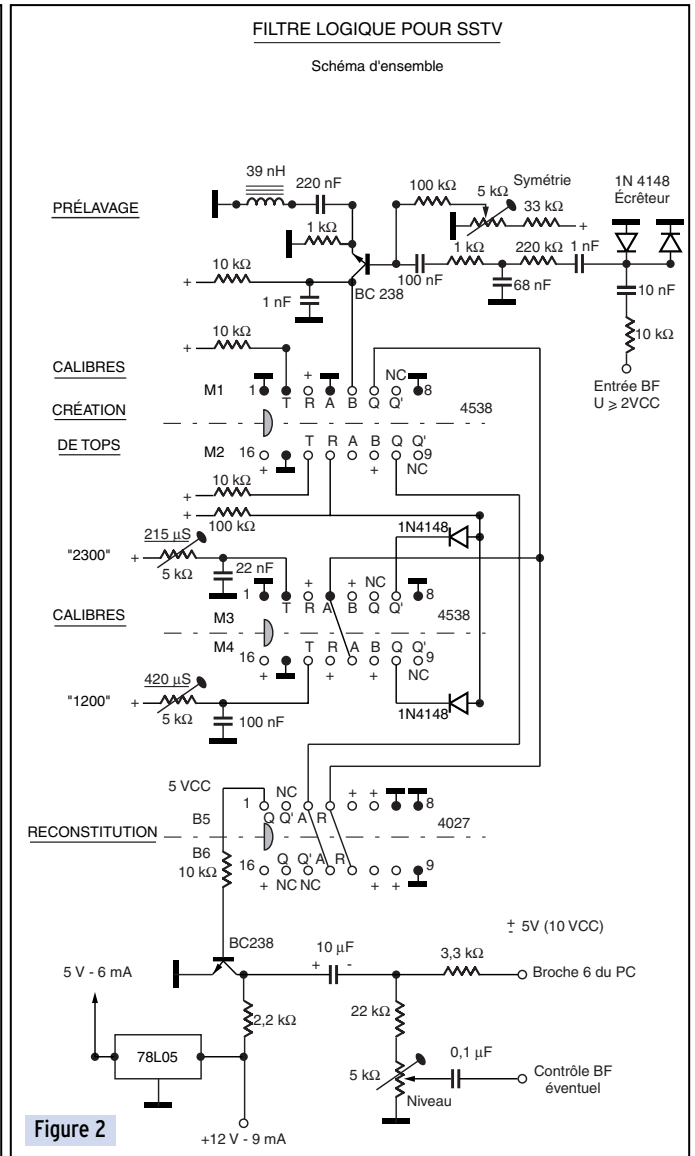 FILTRE LOGIQUE POUR SSTV
Schéma d'ensemble
39 nH
220 nF
100 kΩ
5 kΩ
Symétrie
33 kΩ
+
1N 4148
Écrêteur
PRÉLAVAGE
1 kΩ
1 kΩ
220 kΩ
1 nF
10 kΩ
+
1 nF
BC 238
100 nF
68 nF
10 nF
10 kΩ
10 kΩ
+
Entrée BF
U ⩾ 2VCC
CALIBRES
M1
1
+
NC
8
T R A B Q Q'
4538
CRÉATION
DE TOPS
M2
16
T R A B Q Q'
9
+
+
NC
10 kΩ
+
+
100 kΩ
1N4148
215 µS
"2300"
+
5 kΩ
22 nF
1
+
+
NC
8
T R A B Q Q'
CALIBRES
M3
4538
M4
16
T R A B Q Q'
9
+
+
+
NC
420 µS
"1200"
+
5 kΩ
100 nF
1N4148
5 VCC
1
NC
+ +
8
B5
Q Q' A R
RECONSTITUTION
4027
B6
16
Q Q' A R
9
10 kΩ
+ NC NC
+ +
BC238
10 µF
+ -
± 5V (10 VCC)
3,3 kΩ
Broche 6 du PC
5 V - 6 mA
2,2 kΩ
22 kΩ
78L05
5 kΩ
0,1 µF
Niveau
Contrôle BF
éventuel
+12 V - 9 mA
Figure 2